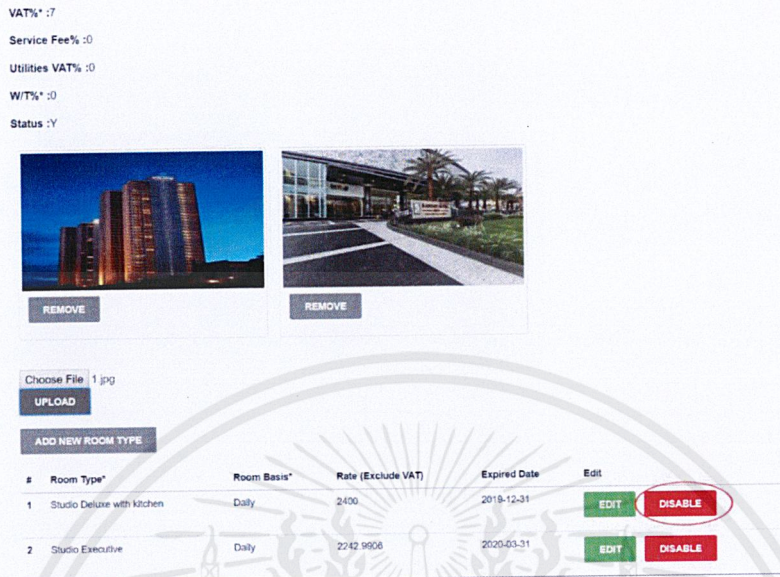 VAT%* :7
Service Fee% :0
Utilities VAT% :0
W/T%* :0
Status :Y
REMOVE REMOVE
Choose File 1 jpg
UPLOAD
ADD NEW ROOM TYPE
# Room Type* Room Basis* Rate (Exclude VAT) Expired Date Edit
1 Studio Deluxe with kitchen Daily 2400 2019-12-31 EDIT DISABLE
2 Studio Executive Daily 2242.9906 2020-03-31 EDIT DISABLE